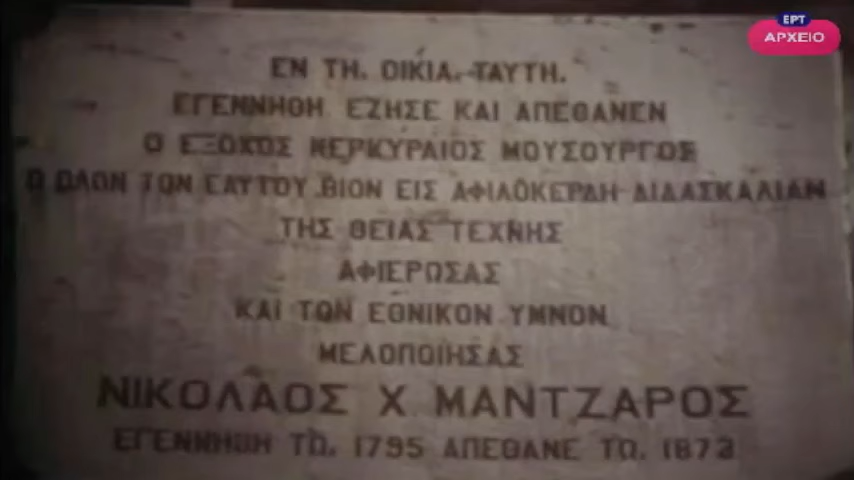 ΕΡΤ
ΑΡΧΕΙΟ
ΕΝ ΤΗ. ΟΙΚΙΑ. ΤΑΥΤΗ.
ΕΓΕΝΝΗΘΗ ΕΖΗΣΕ ΚΑΙ ΑΠΕΘΑΝΕΝ
Ο ΕΞΟΧΟΣ ΚΕΡΚΥΡΑΙΟΣ ΜΟΥΣΟΥΡΓΟΣ
Ο ΟΛΟΝ ΤΟΝ ΕΑΥΤΟΥ ΒΙΟΝ ΕΙΣ ΑΦΙΛΟΚΕΡΔΗ ΔΙΔΑΣΚΑΛΙΑΝ
ΤΗΣ ΘΕΙΑΣ ΤΕΧΝΗΣ
ΑΦΙΕΡΩΣΑΣ
ΚΑΙ ΤΟΝ ΕΘΝΙΚΟΝ ΥΜΝΟΝ
ΜΕΛΟΠΟΙΗΣΑΣ
ΝΙΚΟΛΑΟΣ Χ ΜΑΝΤΖΑΡΟΣ
ΕΓΕΝΝΗΘΗ ΤΩ. 1795 ΑΠΕΘΑΝΕ ΤΩ. 1873